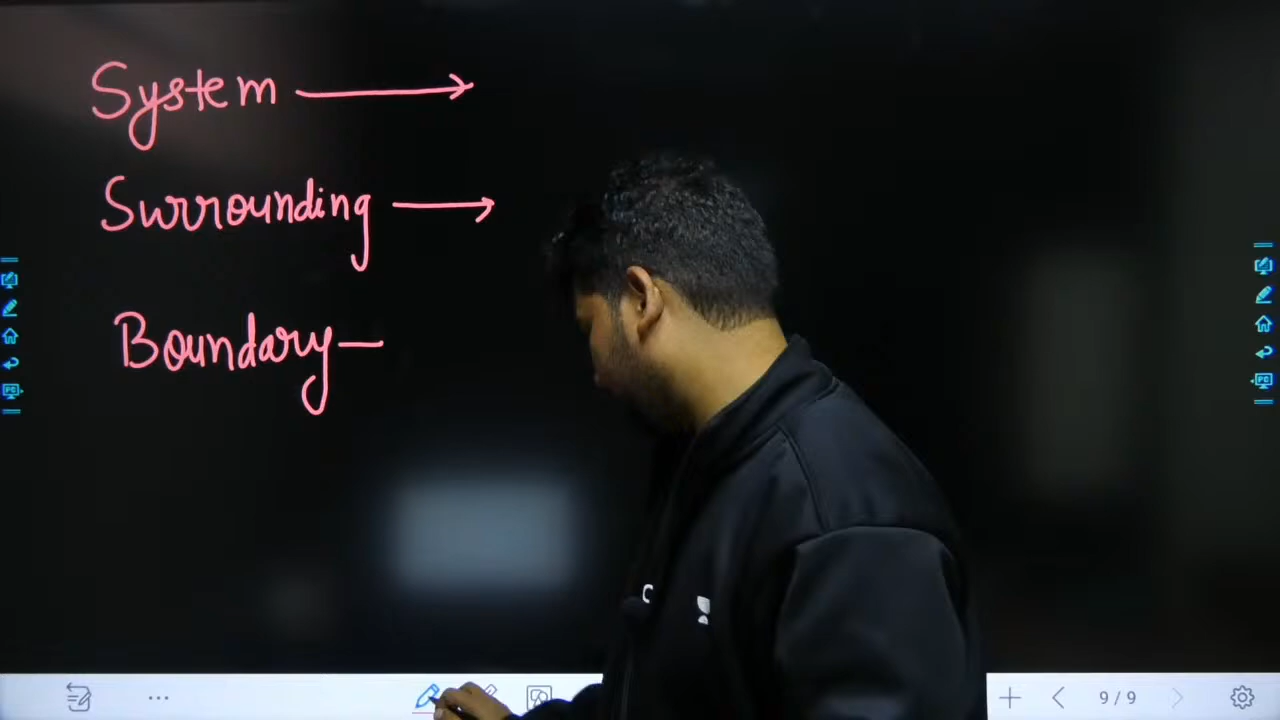 System →
Surrounding →
Boundary —
9/9